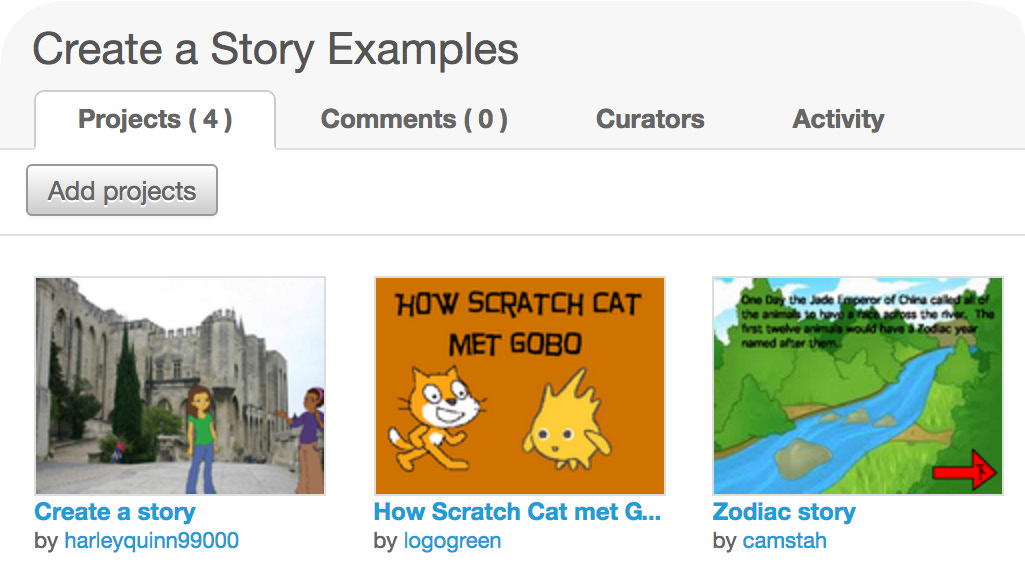 Create a Story Examples
Projects ( 4 )
Comments ( 0 )
Curators
Activity
Add projects
HOW SCRATCH CAT
MET GOBO
One Day the Jade Emperor of China called all of
the animals to have a race across the river. The
first twelve animals would have a Zodiac year
named after them.
Create a story
by harleyquinn99000
How Scratch Cat met G...
by logogreen
Zodiac story
by camstah